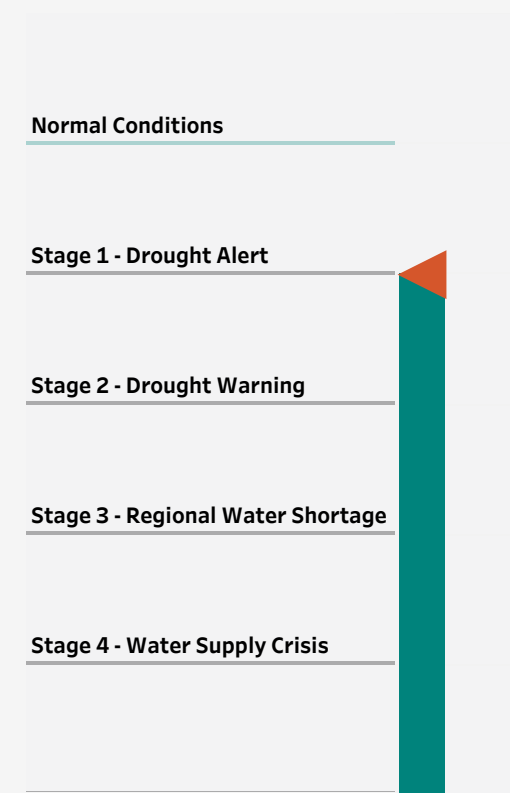 Normal Conditions
Stage 1 - Drought Alert
Stage 2 - Drought Warning
Stage 3 - Regional Water Shortage
Stage 4 - Water Supply Crisis